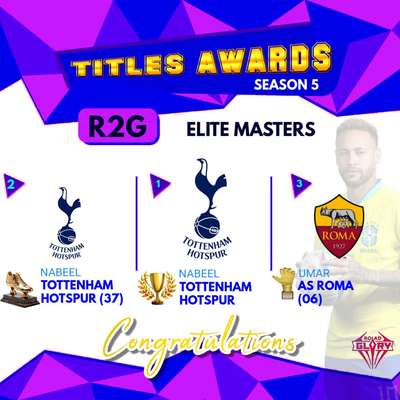 TITLES AWARDS
SEASON 5
R2G
ELITE MASTERS
2
TOTTENHAM
HOTSPUR
NABEEL
TOTTENHAM
HOTSPUR (37)
1
TOTTENHAM
HOTSPUR
NABEEL
TOTTENHAM
HOTSPUR
3
ROMA
1927
UMAR
AS ROMA
(06)
Congratulations
ROAD
GLORY